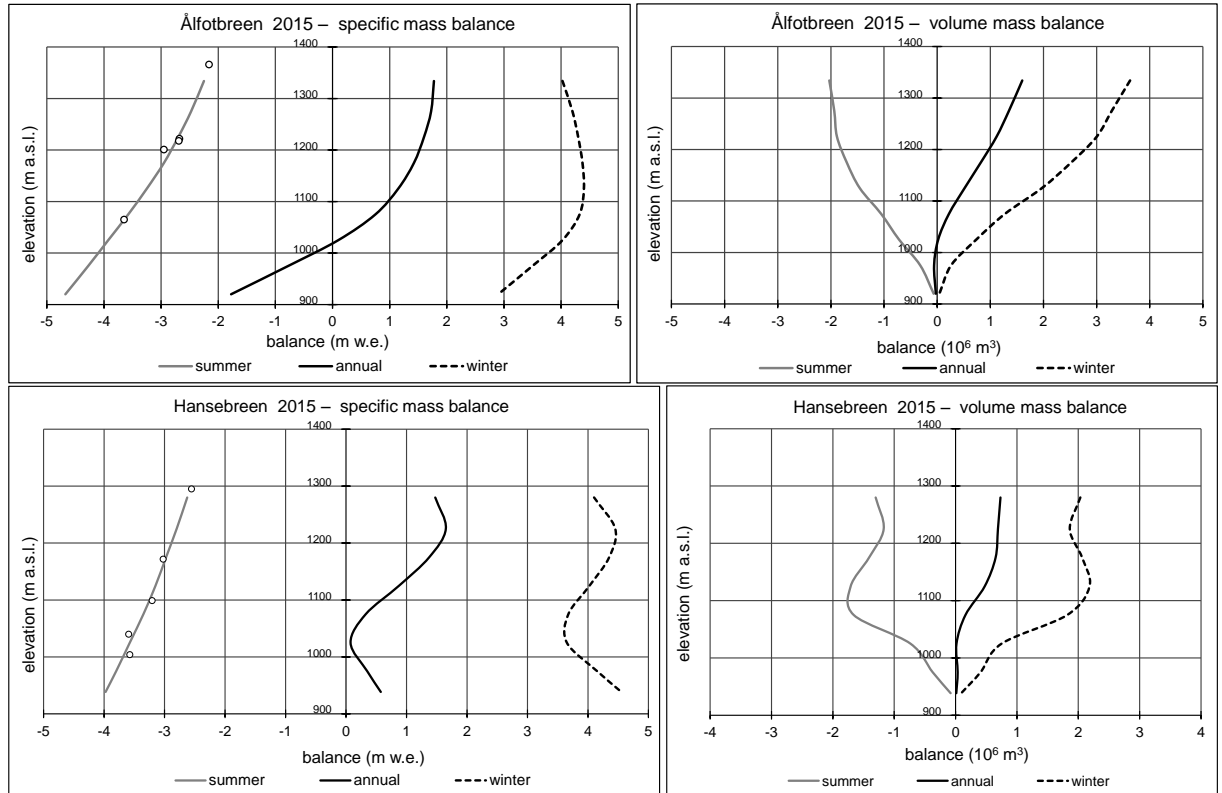 Ålfotbreen 2015 – specific mass balance
1400
1300
1200
1100
1000
900
elevation (m a.s.l.)
-5 -4 -3 -2 -1 0 1 2 3 4 5
balance (m w.e.)
summer annual winter
Ålfotbreen 2015 – volume mass balance
1400
1300
1200
1100
1000
900
elevation (m a.s.l.)
-5 -4 -3 -2 -1 0 1 2 3 4 5
balance (10⁶ m³)
summer annual winter
Hansebreen 2015 – specific mass balance
1400
1300
1200
1100
1000
900
elevation (m a.s.l.)
-5 -4 -3 -2 -1 0 1 2 3 4 5
balance (m w.e.)
summer annual winter
Hansebreen 2015 – volume mass balance
1400
1300
1200
1100
1000
900
elevation (m a.s.l.)
-4 -3 -2 -1 0 1 2 3 4
balance (10⁶ m³)
summer annual winter